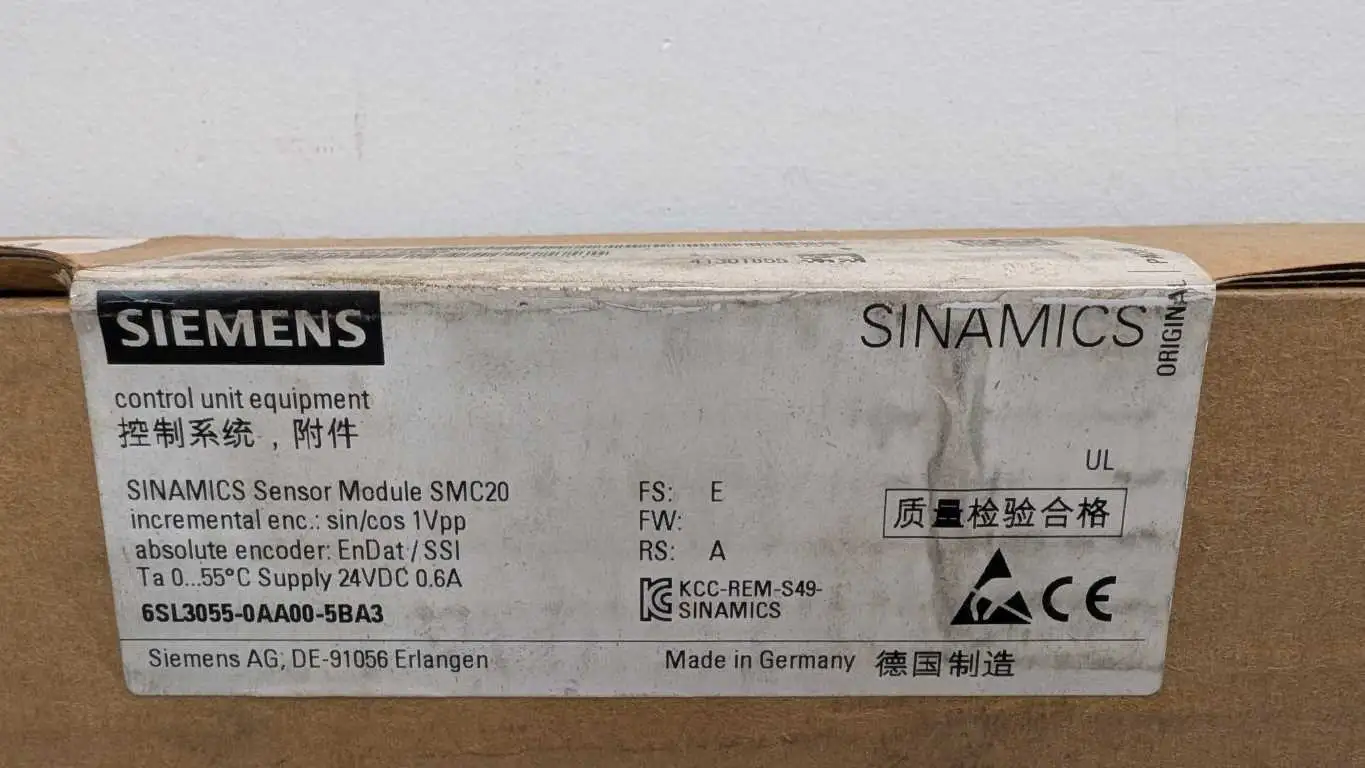 SIEMENS
SINAMICS
ORIGINAL
control unit equipment
控制系统，附件
UL
SINAMICS Sensor Module SMC20
incremental enc.: sin/cos 1Vpp
absolute encoder: EnDat / SSI
Ta 0...55°C Supply 24VDC 0.6A
6SL3055-0AA00-5BA3
FS: E
FW:
RS: A
KCC-REM-S49-
SINAMICS
质量检验合格
CE
Siemens AG, DE-91056 Erlangen
Made in Germany 德国制造